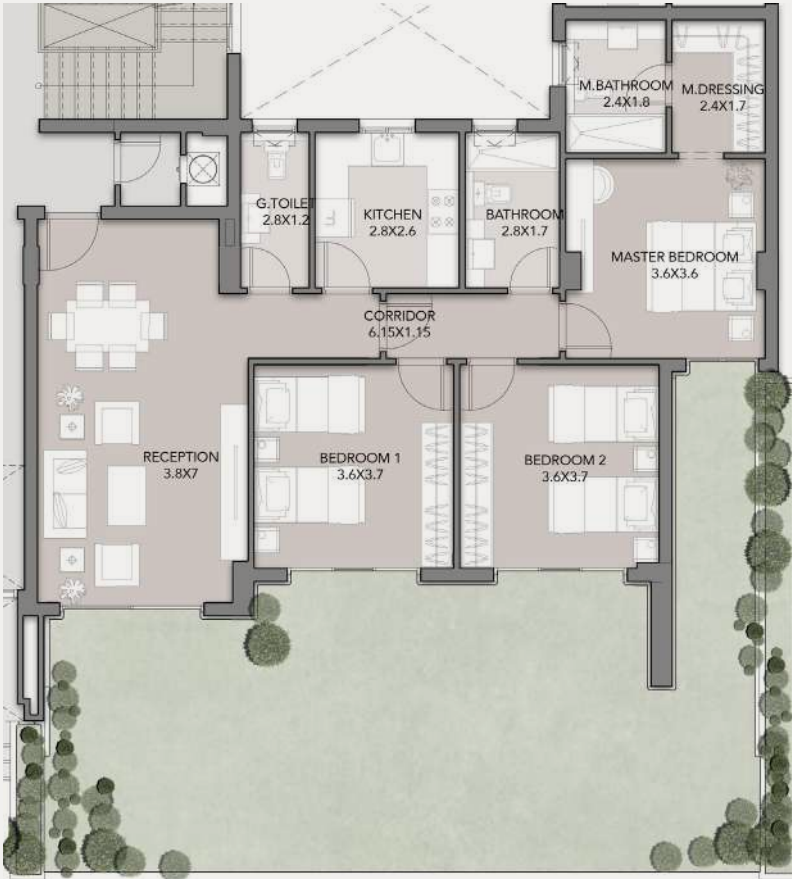 M.BATHROOM
2.4X1.8
M.DRESSING
2.4X1.7
G.TOILET
2.8X1.2
KITCHEN
2.8X2.6
BATHROOM
2.8X1.7
MASTER BEDROOM
3.6X3.6
CORRIDOR
6.15X1.15
RECEPTION
3.8X7
BEDROOM 1
3.6X3.7
BEDROOM 2
3.6X3.7